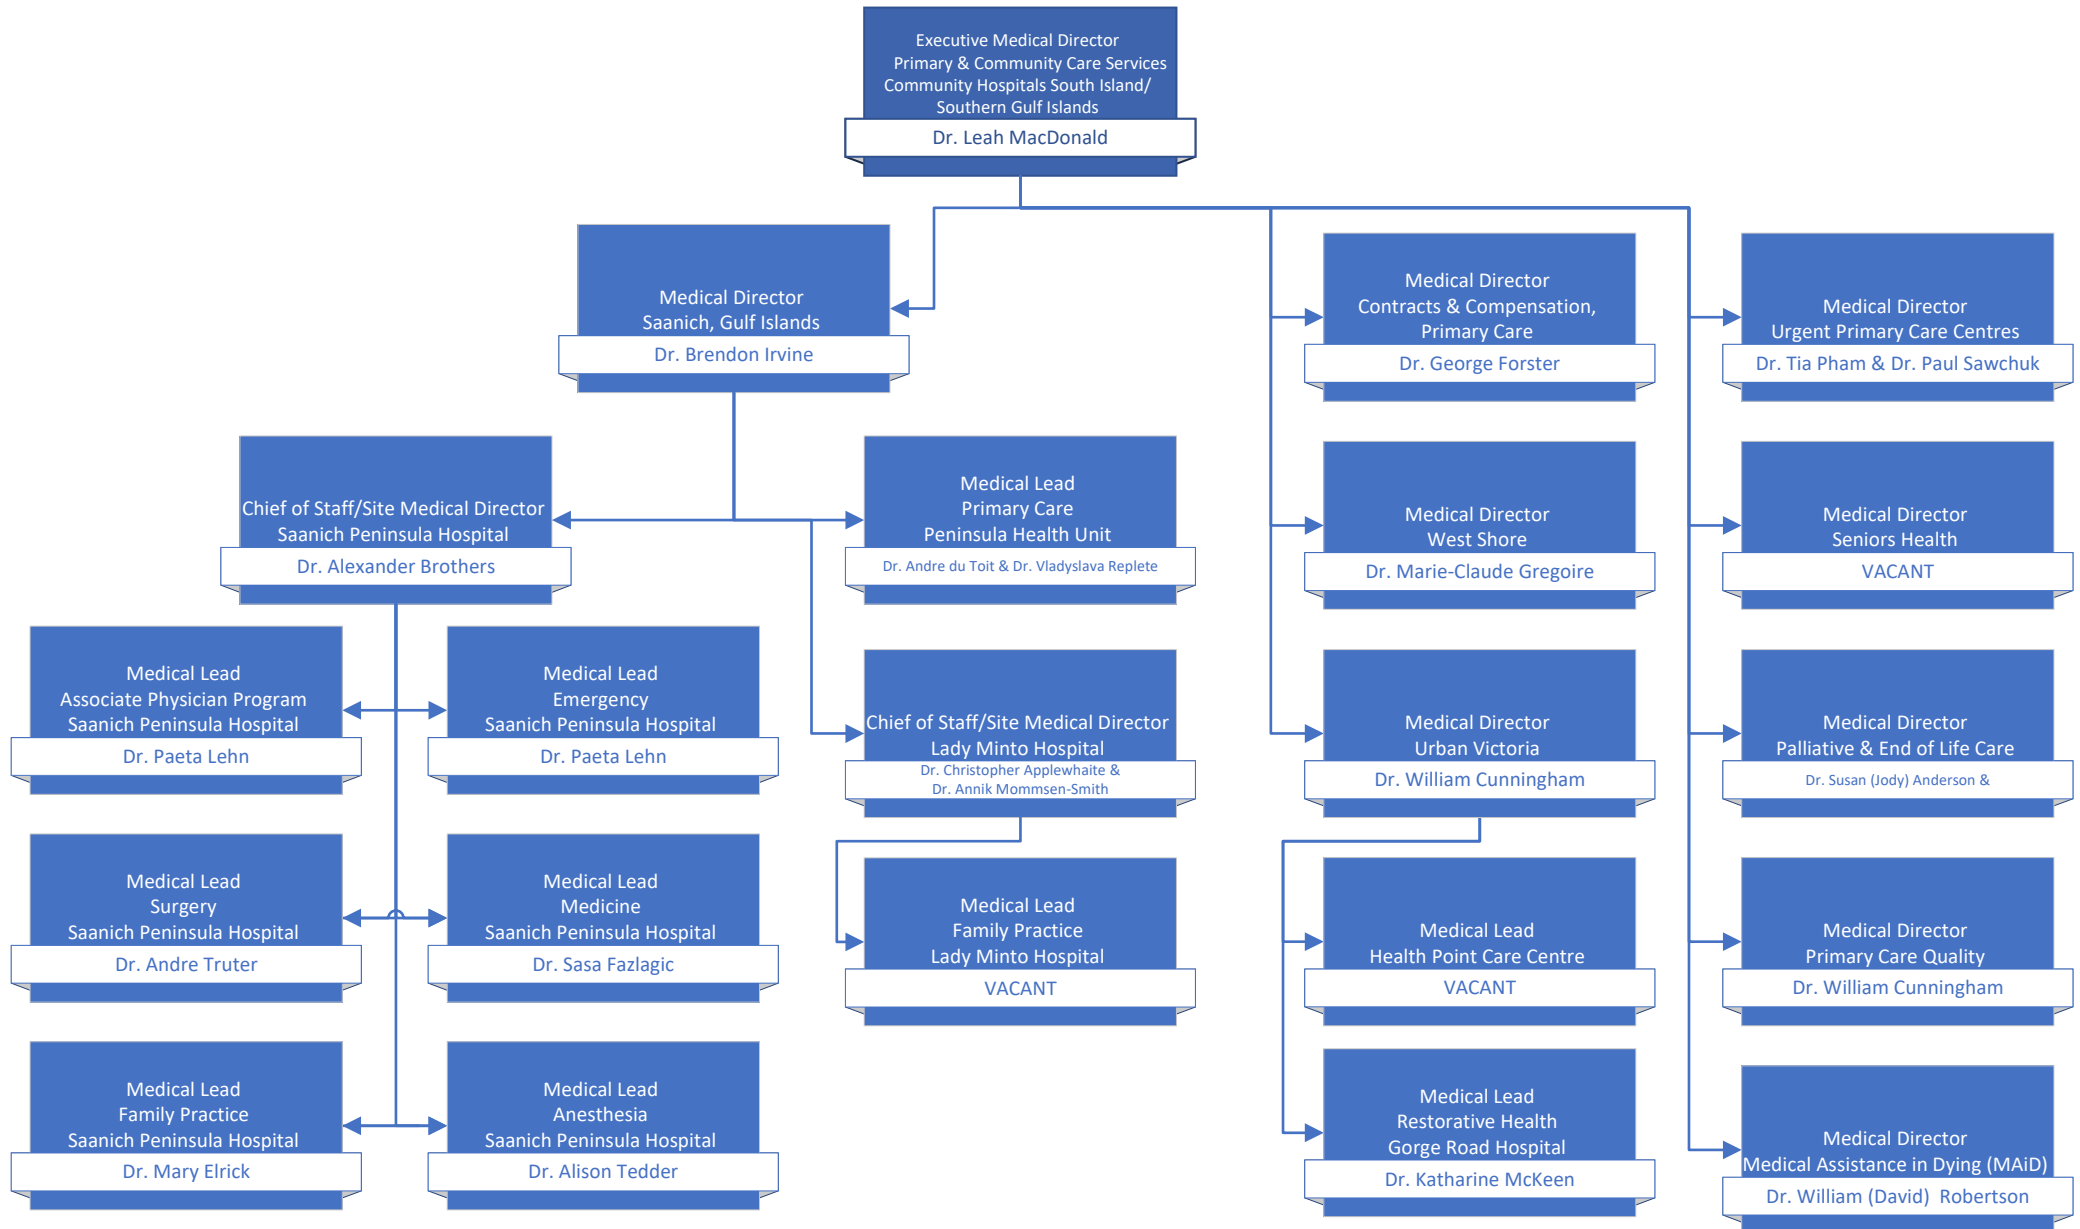 Executive Medical Director
Primary & Community Care Services
Community Hospitals South Island/
Southern Gulf Islands
Dr. Leah MacDonald
Medical Director
Saanich, Gulf Islands
Dr. Brendon Irvine
Medical Director
Contracts & Compensation,
Primary Care
Dr. George Forster
Medical Director
Urgent Primary Care Centres
Dr. Tia Pham & Dr. Paul Sawchuk
Chief of Staff/Site Medical Director
Saanich Peninsula Hospital
Dr. Alexander Brothers
Medical Lead
Primary Care
Peninsula Health Unit
Dr. Andre du Toit & Dr. Vladyslava Replete
Medical Director
West Shore
Dr. Marie-Claude Gregoire
Medical Director
Seniors Health
VACANT
Medical Lead
Associate Physician Program
Saanich Peninsula Hospital
Dr. Paeta Lehn
Medical Lead
Emergency
Saanich Peninsula Hospital
Dr. Paeta Lehn
Chief of Staff/Site Medical Director
Lady Minto Hospital
Dr. Christopher Applewhaite &
Dr. Annik Mommsen-Smith
Medical Director
Urban Victoria
Dr. William Cunningham
Medical Director
Palliative & End of Life Care
Dr. Susan (Jody) Anderson &
Medical Lead
Surgery
Saanich Peninsula Hospital
Dr. Andre Truter
Medical Lead
Medicine
Saanich Peninsula Hospital
Dr. Sasa Fazlagic
Medical Lead
Family Practice
Lady Minto Hospital
VACANT
Medical Lead
Health Point Care Centre
VACANT
Medical Director
Primary Care Quality
Dr. William Cunningham
Medical Lead
Family Practice
Saanich Peninsula Hospital
Dr. Mary Elrick
Medical Lead
Anesthesia
Saanich Peninsula Hospital
Dr. Alison Tedder
Medical Lead
Restorative Health
Gorge Road Hospital
Dr. Katharine McKeen
Medical Director
Medical Assistance in Dying (MAiD)
Dr. William (David) Robertson